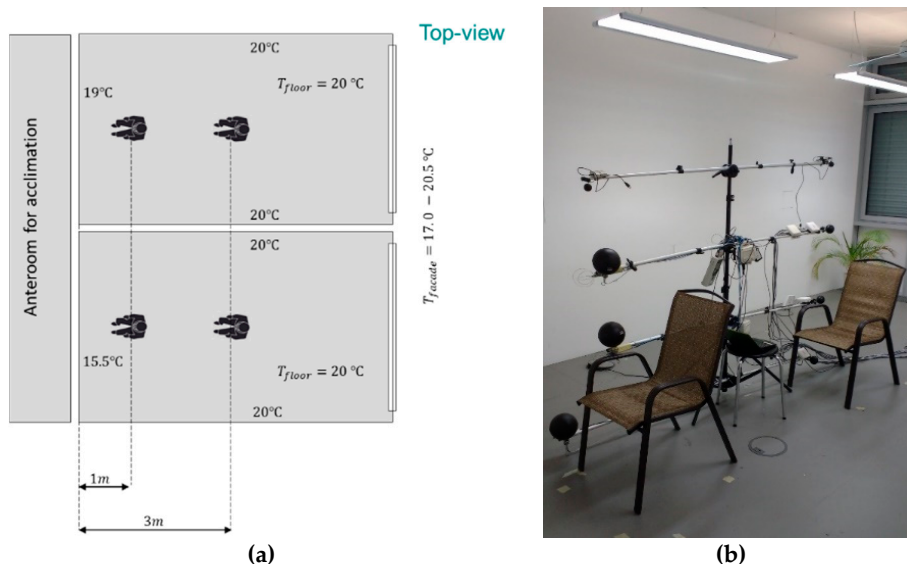 Top-view
20°C
T_floor = 20 °C
19°C
20°C
20°C
15.5°C
T_floor = 20 °C
20°C
Anteroom for acclimation
T_facade = 17.0 − 20.5 °C
1m
3m
(a)
(b)